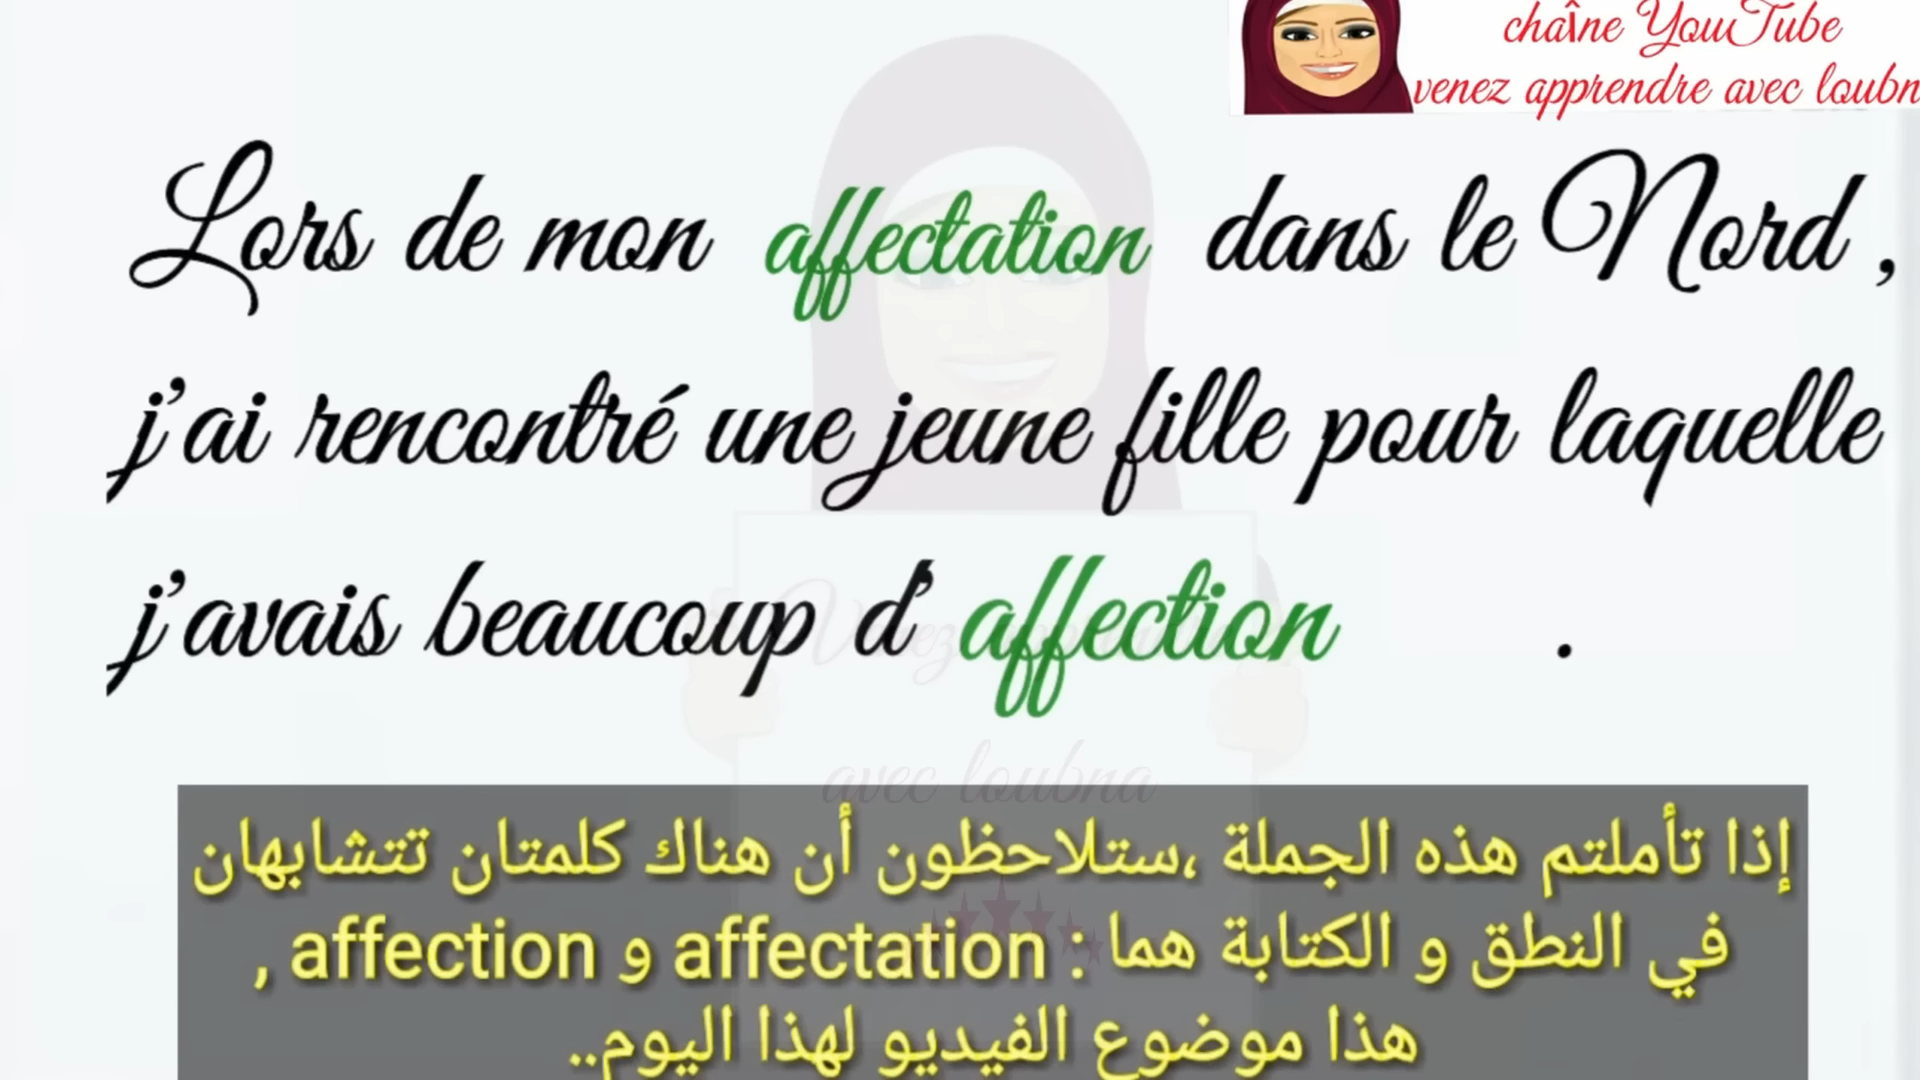 chaîne YouTube
venez apprendre avec loubn
Lors de mon affectation dans le Nord ,
j'ai rencontré une jeune fille pour laquelle
j'avais beaucoup d' affection .
avec loubna
إذا تأملتم هذه الجملة ،ستلاحظون أن هناك كلمتان تتشابهان
في النطق و الكتابة هما : affectation و affection ,
هذا موضوع الفيديو لهذا اليوم..